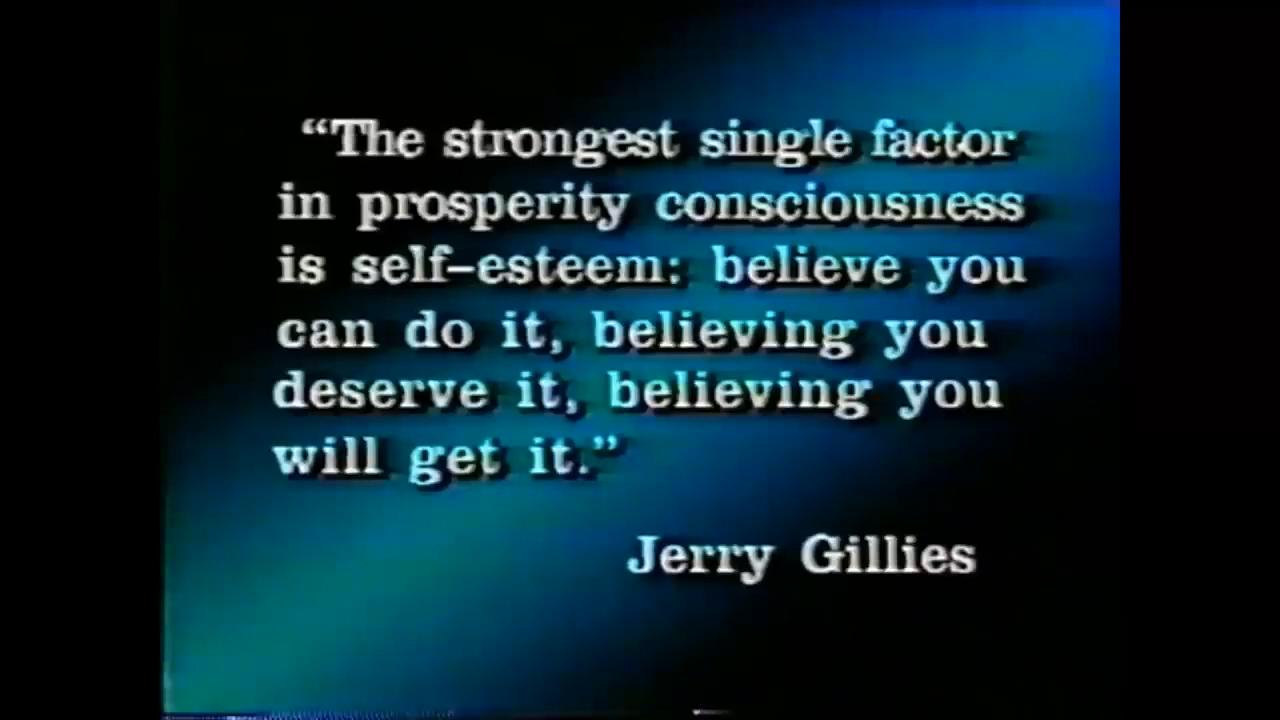 “The strongest single factor
in prosperity consciousness
is self-esteem: believe you
can do it, believing you
deserve it, believing you
will get it.”
Jerry Gillies